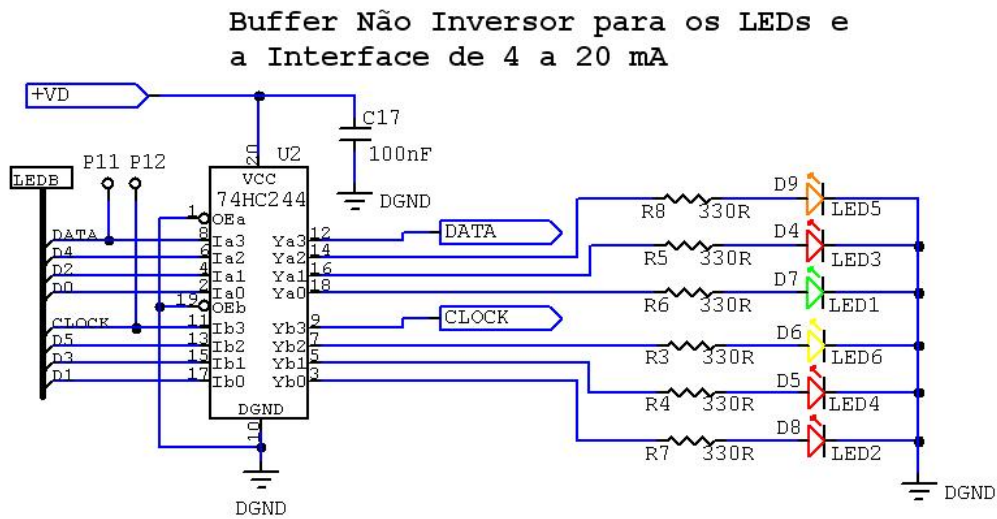 Buffer Não Inversor para os LEDs e
a Interface de 4 a 20 mA
+VD
C17
100nF
DGND
P11 P12
LEDB
U2
20
VCC
74HC244
1 OEa
DATA 8 Ia3 Ya3 12 DATA
D4 6 Ia2 Ya2 14
D2 4 Ia1 Ya1 16
D0 2 Ia0 Ya0 18
19 OEb
CLOCK 11 Ib3 Yb3 9 CLOCK
D5 13 Ib2 Yb2 7
D3 15 Ib1 Yb1 5
D1 17 Ib0 Yb0 3
DGND
10
DGND
R8 330R D9 LED5
R5 330R D4 LED3
R6 330R D7 LED1
R3 330R D6 LED6
R4 330R D5 LED4
R7 330R D8 LED2
DGND